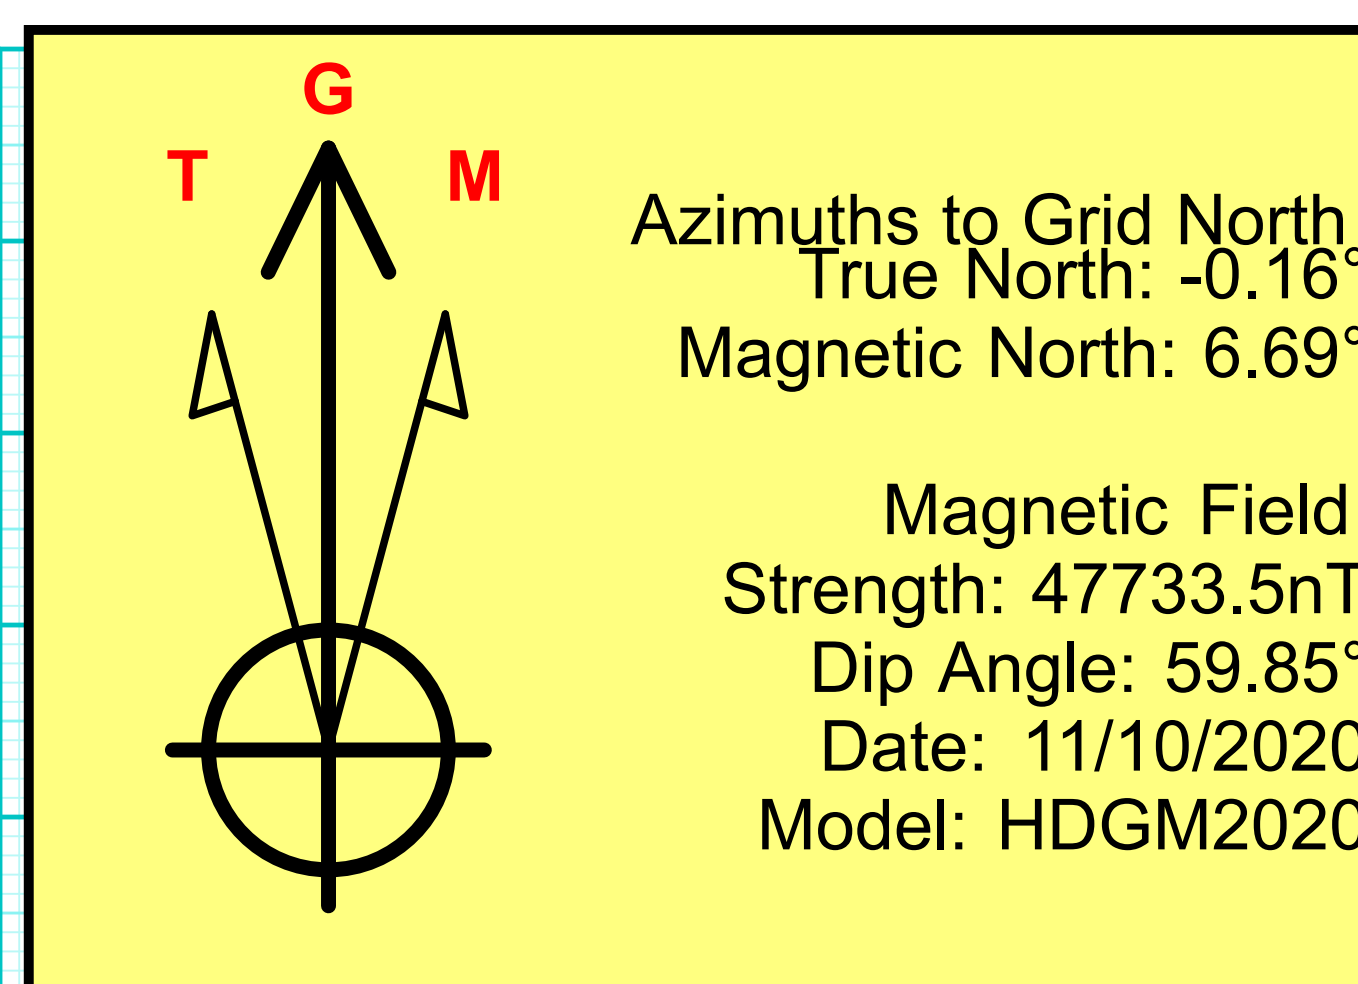 G
T M
Azimuths to Grid North
True North: -0.16°
Magnetic North: 6.69°
Magnetic Field
Strength: 47733.5nT
Dip Angle: 59.85°
Date: 11/10/2020
Model: HDGM2020